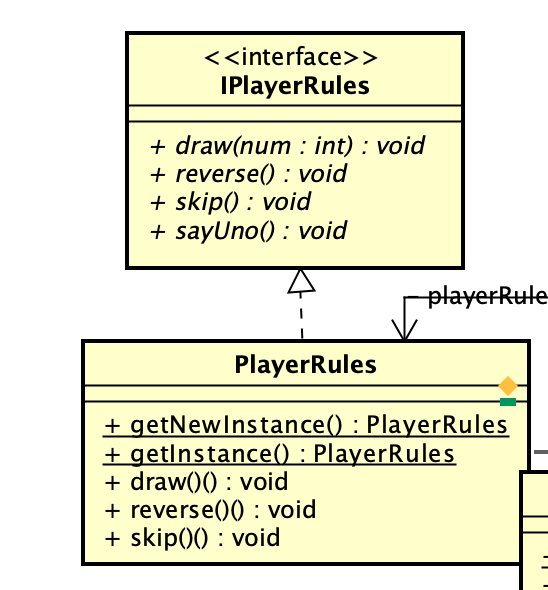 <<interface>>
IPlayerRules
+ draw(num : int) : void
+ reverse() : void
+ skip() : void
+ sayUno() : void
- playerRule
PlayerRules
+ getNewInstance() : PlayerRules
+ getInstance() : PlayerRules
+ draw()() : void
+ reverse()() : void
+ skip()() : void